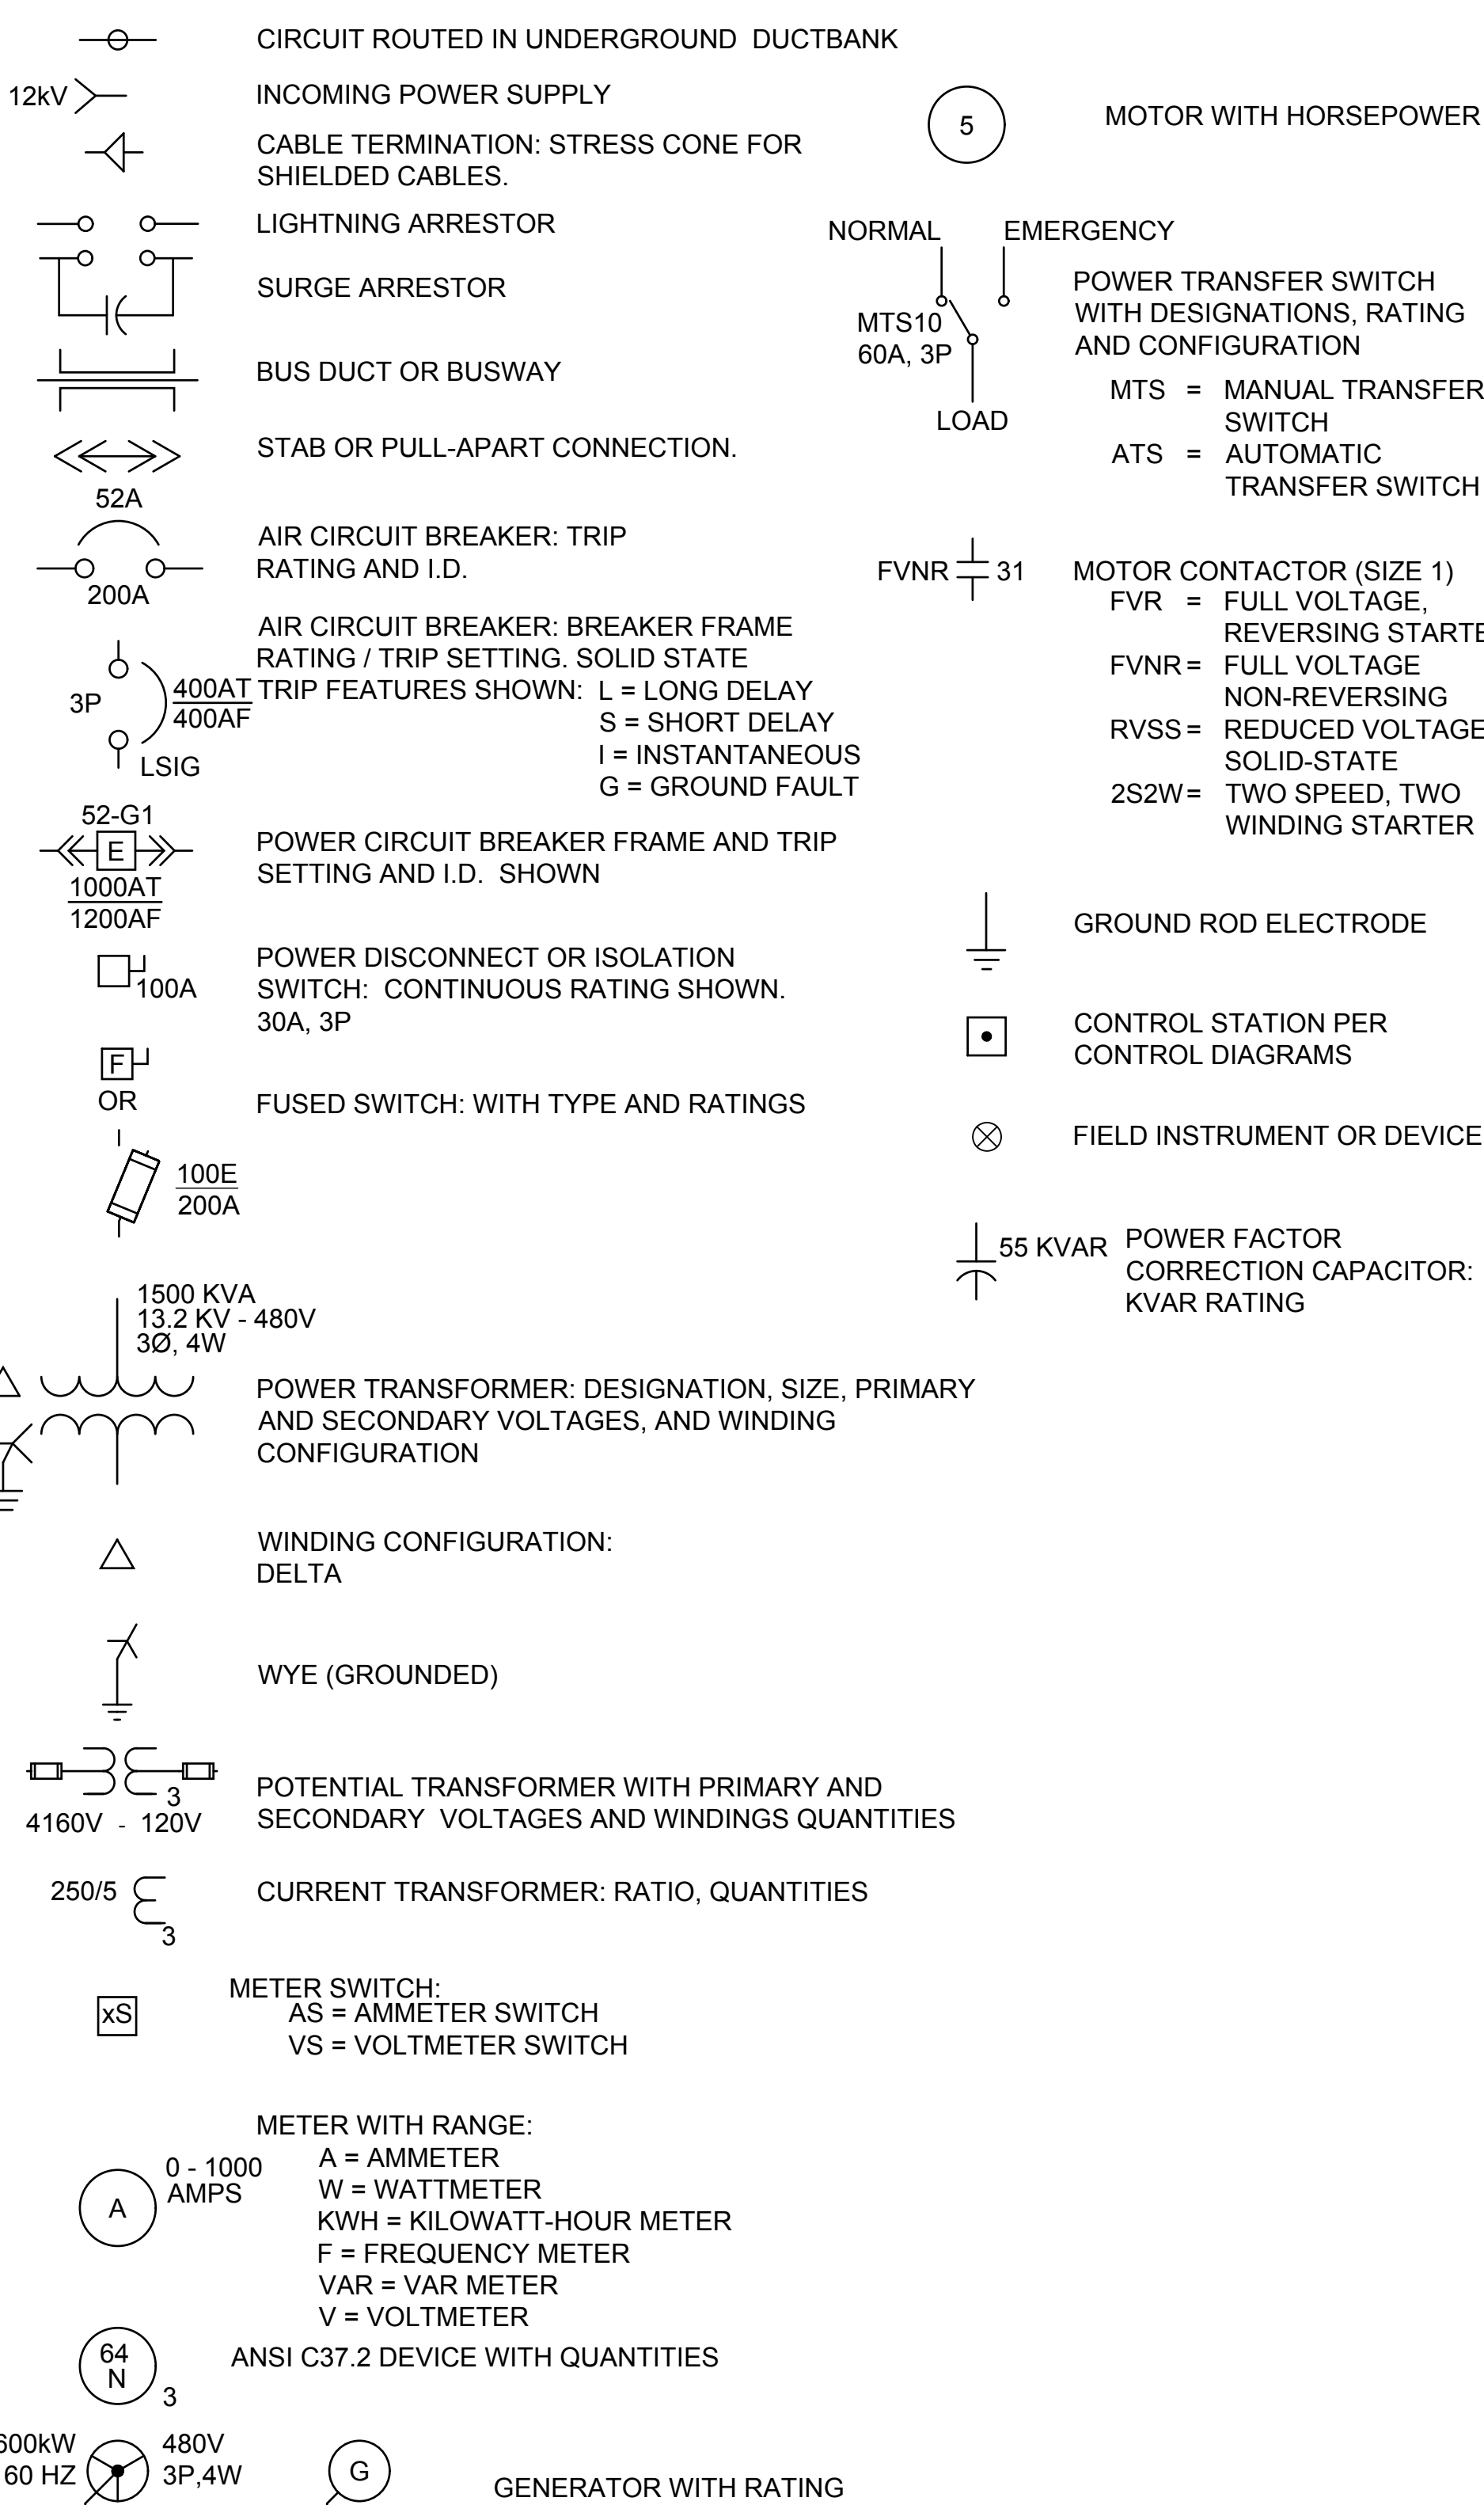 CIRCUIT ROUTED IN UNDERGROUND DUCTBANK
12kV
INCOMING POWER SUPPLY
CABLE TERMINATION: STRESS CONE FOR
SHIELDED CABLES.
LIGHTNING ARRESTOR
SURGE ARRESTOR
BUS DUCT OR BUSWAY
STAB OR PULL-APART CONNECTION.
52A
200A
AIR CIRCUIT BREAKER: TRIP
RATING AND I.D.
3P
400AT
400AF
LSIG
AIR CIRCUIT BREAKER: BREAKER FRAME
RATING / TRIP SETTING. SOLID STATE
TRIP FEATURES SHOWN: L = LONG DELAY
S = SHORT DELAY
I = INSTANTANEOUS
G = GROUND FAULT
52-G1
E
1000AT
1200AF
POWER CIRCUIT BREAKER FRAME AND TRIP
SETTING AND I.D. SHOWN
100A
POWER DISCONNECT OR ISOLATION
SWITCH: CONTINUOUS RATING SHOWN.
30A, 3P
F
OR
100E
200A
FUSED SWITCH: WITH TYPE AND RATINGS
1500 KVA
13.2 KV - 480V
3Ø, 4W
POWER TRANSFORMER: DESIGNATION, SIZE, PRIMARY
AND SECONDARY VOLTAGES, AND WINDING
CONFIGURATION
WINDING CONFIGURATION:
DELTA
WYE (GROUNDED)
3
4160V - 120V
POTENTIAL TRANSFORMER WITH PRIMARY AND
SECONDARY VOLTAGES AND WINDINGS QUANTITIES
250/5
3
CURRENT TRANSFORMER: RATIO, QUANTITIES
xS
METER SWITCH:
AS = AMMETER SWITCH
VS = VOLTMETER SWITCH
A
0 - 1000
AMPS
METER WITH RANGE:
A = AMMETER
W = WATTMETER
KWH = KILOWATT-HOUR METER
F = FREQUENCY METER
VAR = VAR METER
V = VOLTMETER
64
N
3
ANSI C37.2 DEVICE WITH QUANTITIES
600kW
60 HZ
480V
3P,4W
G
GENERATOR WITH RATING
5
MOTOR WITH HORSEPOWER
NORMAL
EMERGENCY
MTS10
60A, 3P
LOAD
POWER TRANSFER SWITCH
WITH DESIGNATIONS, RATING
AND CONFIGURATION
MTS = MANUAL TRANSFER
SWITCH
ATS = AUTOMATIC
TRANSFER SWITCH
FVNR
31
MOTOR CONTACTOR (SIZE 1)
FVR = FULL VOLTAGE,
REVERSING STARTE
FVNR = FULL VOLTAGE
NON-REVERSING
RVSS = REDUCED VOLTAGE
SOLID-STATE
2S2W = TWO SPEED, TWO
WINDING STARTER
GROUND ROD ELECTRODE
CONTROL STATION PER
CONTROL DIAGRAMS
FIELD INSTRUMENT OR DEVICE
55 KVAR
POWER FACTOR
CORRECTION CAPACITOR:
KVAR RATING